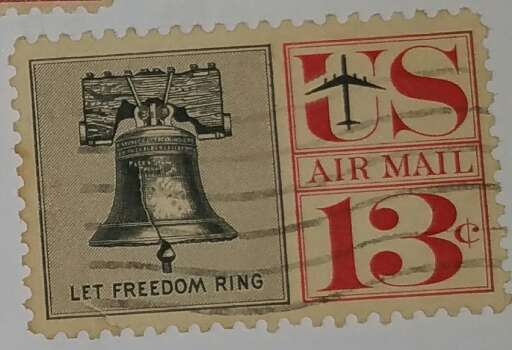 LET FREEDOM RING
US
AIR MAIL
13¢